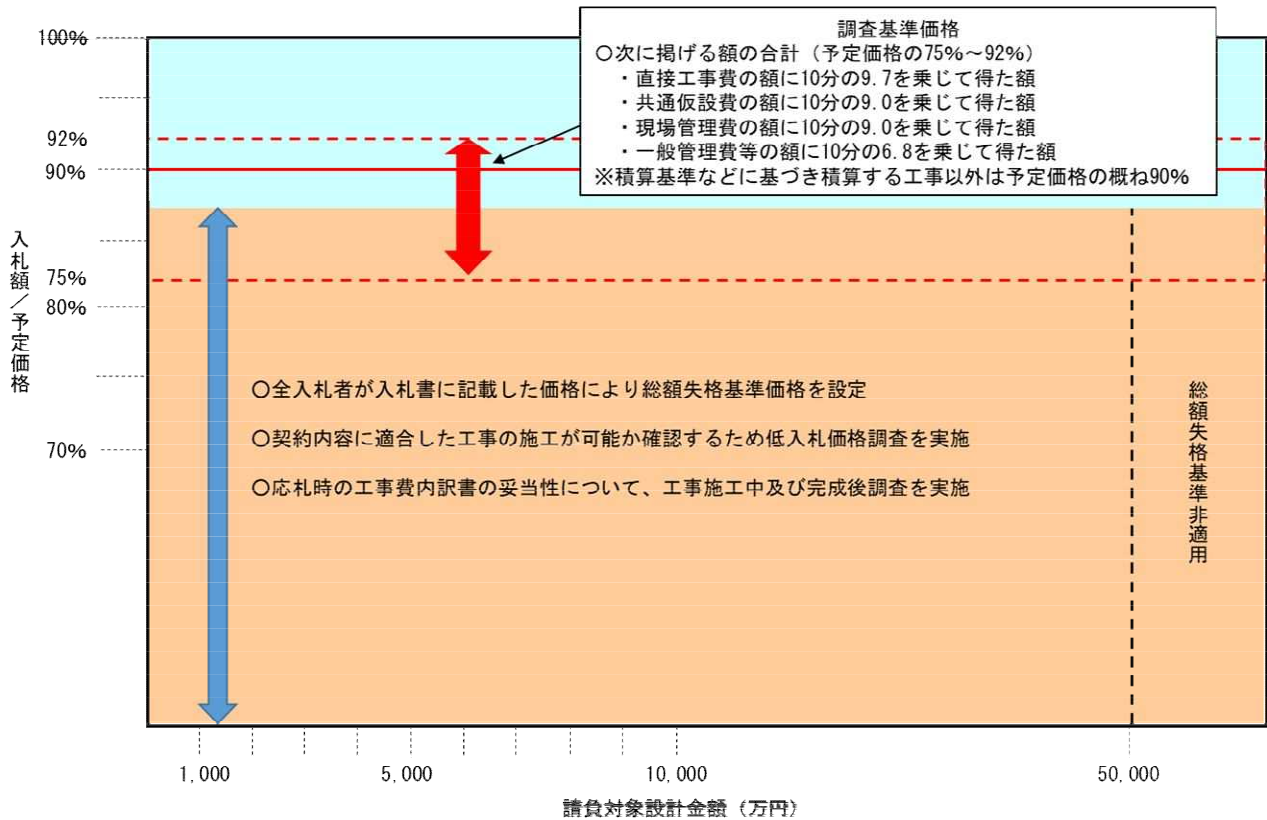 調査基準価格
○次に掲げる額の合計（予定価格の75%～92%）
・直接工事費の額に10分の9.7を乗じて得た額
・共通仮設費の額に10分の9.0を乗じて得た額
・現場管理費の額に10分の9.0を乗じて得た額
・一般管理費等の額に10分の6.8を乗じて得た額
※積算基準などに基づき積算する工事以外は予定価格の概ね90%
100%
92%
90%
75%
80%
70%
入札額／予定価格
○全入札者が入札書に記載した価格により総額失格基準価格を設定
○契約内容に適合した工事の施工が可能か確認するため低入札価格調査を実施
○応札時の工事費内訳書の妥当性について、工事施工中及び完成後調査を実施
総額失格基準非適用
1,000
5,000
10,000
50,000
請負対象設計金額（万円）